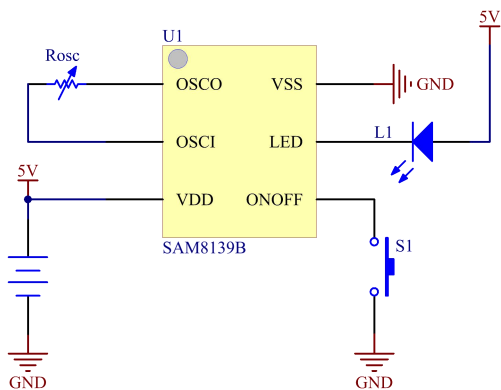 5V
U1
Rosc
OSCO VSS GND
OSCI LED L1
5V
VDD ONOFF
SAM8139B S1
GND GND